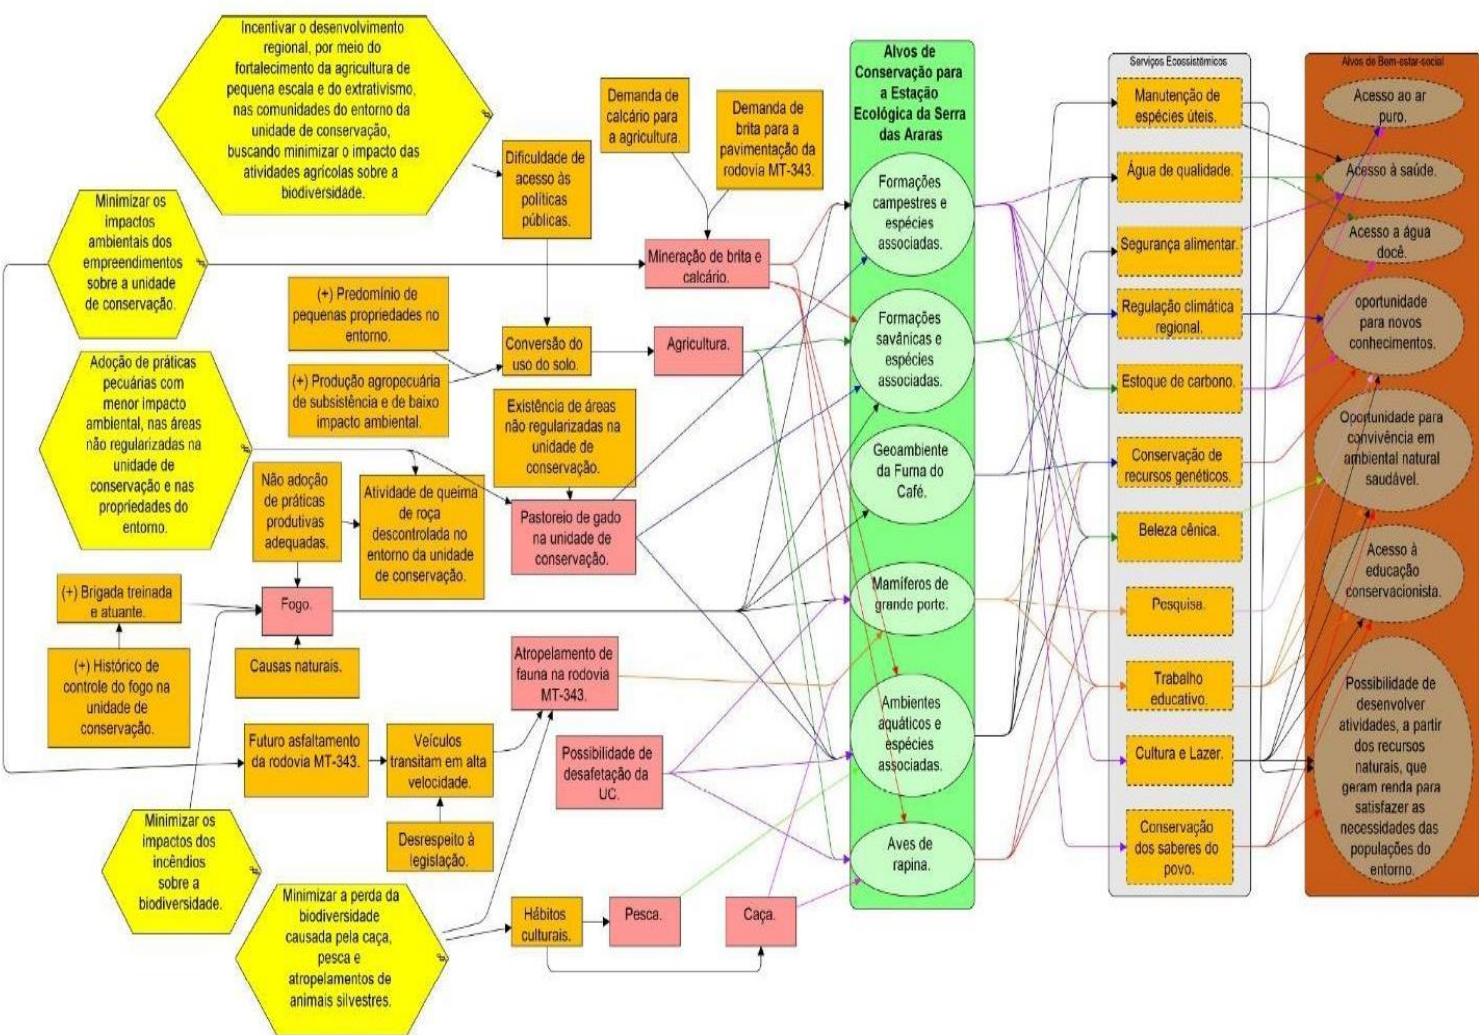 Incentivar o desenvolvimento
regional, por meio do
fortalecimento da agricultura de
pequena escala e do extrativismo,
nas comunidades do entorno da
unidade de conservação,
buscando minimizar o impacto das
atividades agrícolas sobre a
biodiversidade.
Minimizar os
impactos
ambientais dos
empreendimentos
sobre a unidade
de conservação.
Adoção de práticas
pecuárias com
menor impacto
ambiental, nas áreas
não regularizadas na
unidade de
conservação e nas
propriedades do
entorno.
Minimizar os
impactos dos
incêndios
sobre a
biodiversidade.
Minimizar a perda da
biodiversidade
causada pela caça,
pesca e
atropelamentos de
animais silvestres.
Dificuldade de
acesso às
políticas
públicas.
Demanda de
calcário para
a agricultura.
Demanda de
brita para a
pavimentação da
rodovia MT-343.
Mineração de brita e
calcário.
(+) Predomínio de
pequenas propriedades no
entorno.
(+) Produção agropecuária
de subsistência e de baixo
impacto ambiental.
Conversão do
uso do solo.
Agricultura.
Existência de áreas
não regularizadas na
unidade de
conservação.
Não adoção
de práticas
produtivas
adequadas.
Atividade de queima
de roça
descontrolada no
entorno da unidade
de conservação.
Pastoreio de gado
na unidade de
conservação.
(+) Brigada treinada
e atuante.
Fogo.
(+) Histórico de
controle do fogo na
unidade de
conservação.
Causas naturais.
Atropelamento de
fauna na rodovia
MT-343.
Futuro asfaltamento
da rodovia MT-343.
Veículos
transitam em alta
velocidade.
Possibilidade de
desafetação da
UC.
Desrespeito à
legislação.
Hábitos
culturais.
Pesca.
Caça.
Alvos de
Conservação para
a Estação
Ecológica da Serra
das Araras
Formações
campestres e
espécies
associadas.
Formações
savânicas e
espécies
associadas.
Geoambiente
da Furna do
Café.
Mamíferos de
grande porte.
Ambientes
aquáticos e
espécies
associadas.
Aves de
rapina.
Serviços Ecossistêmicos
Manutenção de
espécies úteis.
Água de qualidade.
Segurança alimentar.
Regulação climática
regional.
Estoque de carbono.
Conservação de
recursos genéticos.
Beleza cênica.
Pesquisa.
Trabalho
educativo.
Cultura e Lazer.
Conservação
dos saberes do
povo.
Alvos de Bem-estar-social
Acesso ao ar
puro.
Acesso à saúde.
Acesso a água
docê.
oportunidade
para novos
conhecimentos.
Oportunidade para
convivência em
ambiental natural
saudável.
Acesso à
educação
conservacionista.
Possibilidade de
desenvolver
atividades, a partir
dos recursos
naturais, que
geram renda para
satisfazer as
necessidades das
populações do
entorno.